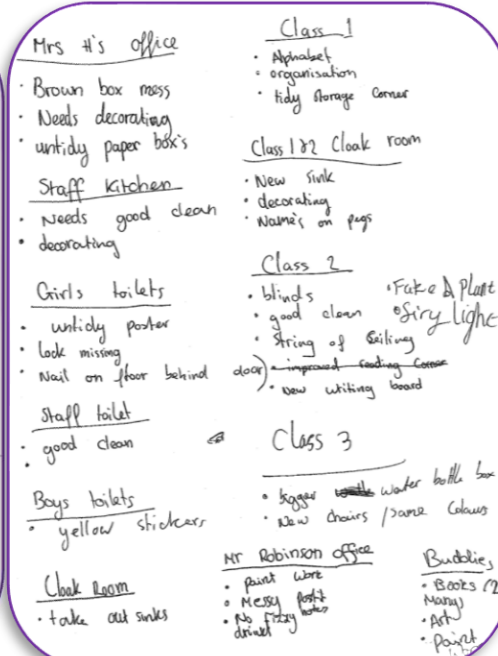 Mrs H's office
· Brown box mess
· Needs decorating
· untidy paper box's
Staff Kitchen
· Needs good clean
· decorating
Girls toilets
· untidy poster
· lock missing
· Nail on floor behind door)
Staff toilet
· good clean
·
Boys toilets
· yellow stickers
Cloak Room
· take out sinks
Class 1
· Alphabet
· organisation
· tidy storage corner
Class 1&2 Cloak room
· New sink
· decorating
· Name's on pegs
Class 2
· blinds
· good clean
· String of Ceiling
· improved reading corner
· New writing board
· Fake Plant
· Firy light
Class 3
· bigger water bottle box
· New chairs / same Colours
Mr Robinson office
· paint work
· Messy Postit notes
· No fizzy drinks
Buddies
· Books
Many)
· Art
· Paint